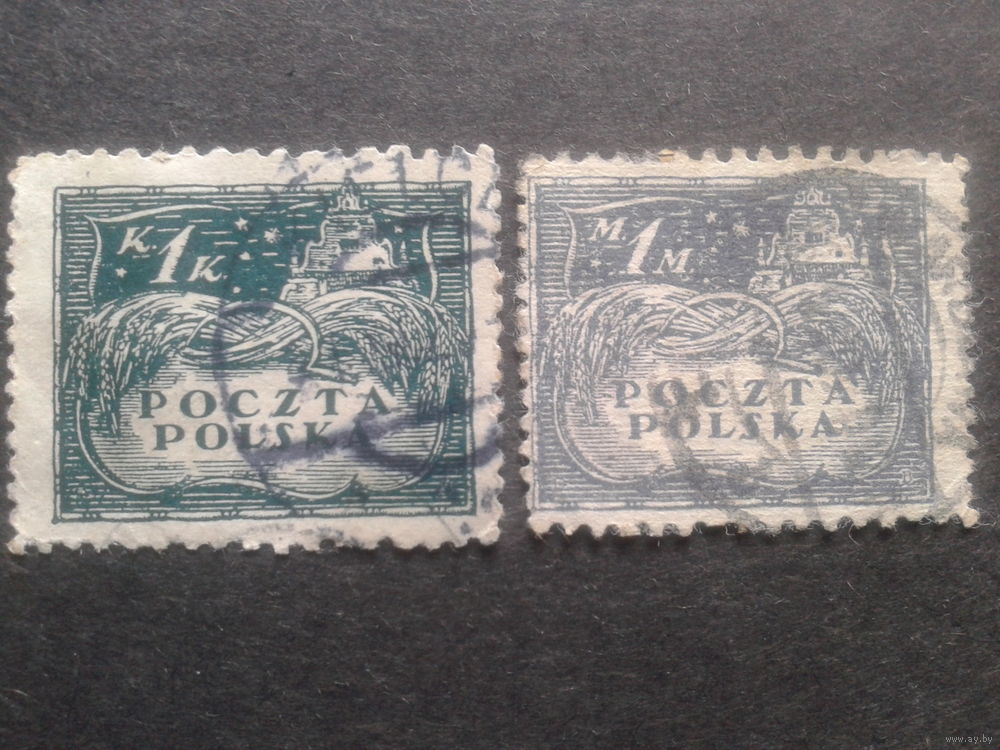 K 1 K
POCZTA
POLSKA
M 1 M
POCZTA
POLSKA
www.ay.by